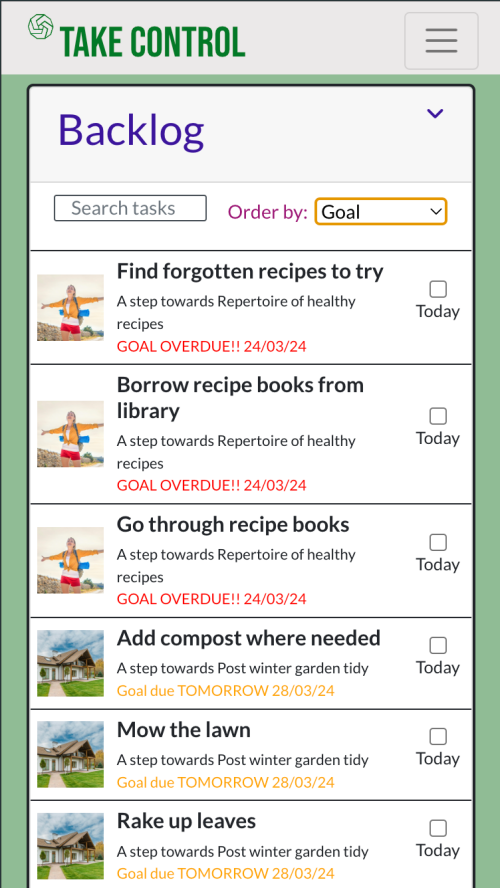 TAKE CONTROL
Backlog
Search tasks
Order by: Goal
Find forgotten recipes to try
A step towards Repertoire of healthy
recipes
GOAL OVERDUE!! 24/03/24
Today
Borrow recipe books from
library
A step towards Repertoire of healthy
recipes
GOAL OVERDUE!! 24/03/24
Today
Go through recipe books
A step towards Repertoire of healthy
recipes
GOAL OVERDUE!! 24/03/24
Today
Add compost where needed
A step towards Post winter garden tidy
Goal due TOMORROW 28/03/24
Today
Mow the lawn
A step towards Post winter garden tidy
Goal due TOMORROW 28/03/24
Today
Rake up leaves
A step towards Post winter garden tidy
Goal due TOMORROW 28/03/24
Today